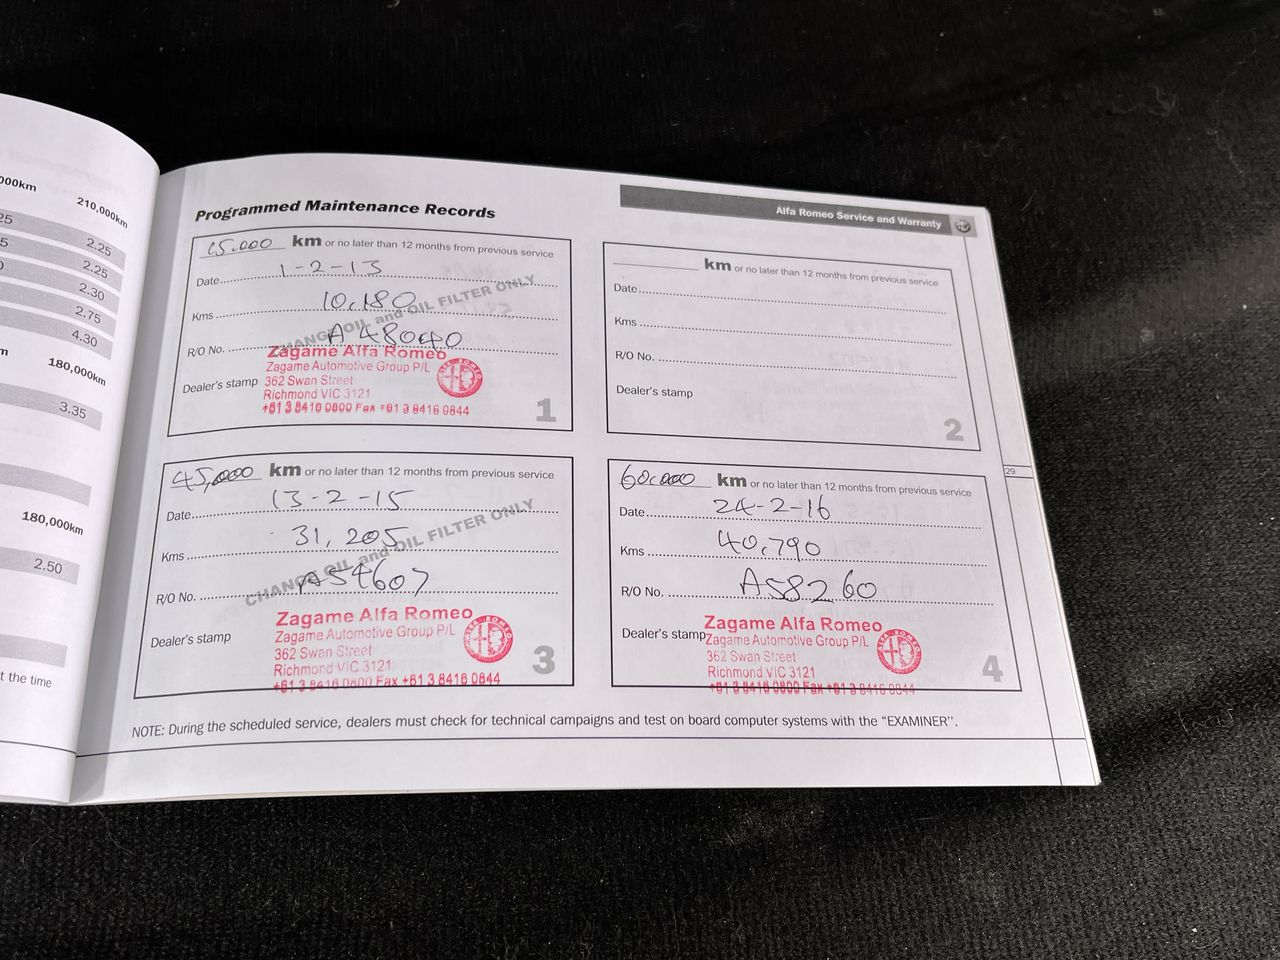 000km 210,000km
25 2.25
5 2.25
2.30
2.75
4.30
180,000km
3.35
180,000km
2.50
t the time
Programmed Maintenance Records
Alfa Romeo Service and Warranty
15.000 km or no later than 12 months from previous service
Date 1-2-13
Kms 10,180
CHANGE OIL and OIL FILTER ONLY
R/O No. A48040
Dealer's stamp
Zagame Alfa Romeo
Zagame Automotive Group P/L
362 Swan Street
Richmond VIC 3121
+61 3 8416 0800 Fax +61 3 8416 0844
ALFA ROMEO
1
km or no later than 12 months from previous service
Date
Kms
R/O No.
Dealer's stamp
2
45,000 km or no later than 12 months from previous service
Date 13-2-15
Kms 31,205
CHANGE OIL and OIL FILTER ONLY
R/O No. A54607
Dealer's stamp
Zagame Alfa Romeo
Zagame Automotive Group P/L
362 Swan Street
Richmond VIC 3121
+61 3 8416 0800 Fax +61 3 8416 0844
ALFA ROMEO
3
60.000 km or no later than 12 months from previous service
Date 24-2-16
Kms 40,790
R/O No. A58260
Dealer's stamp
Zagame Alfa Romeo
Zagame Automotive Group P/L
362 Swan Street
Richmond VIC 3121
+61 3 8416 0800 Fax +61 3 8416 0844
ALFA ROMEO
4
29
NOTE: During the scheduled service, dealers must check for technical campaigns and test on board computer systems with the "EXAMINER".